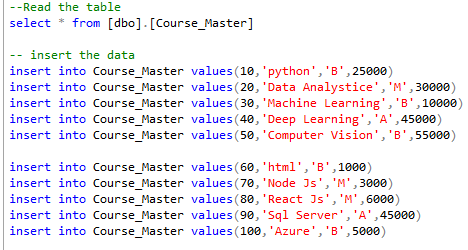 --Read the table
select * from [dbo].[Course_Master]
-- insert the data
insert into Course_Master values(10,'python','B',25000)
insert into Course_Master values(20,'Data Analystice','M',30000)
insert into Course_Master values(30,'Machine Learning','B',10000)
insert into Course_Master values(40,'Deep Learning','A',45000)
insert into Course_Master values(50,'Computer Vision','B',55000)
insert into Course_Master values(60,'html','B',1000)
insert into Course_Master values(70,'Node Js','M',3000)
insert into Course_Master values(80,'React Js','M',6000)
insert into Course_Master values(90,'Sql Server','A',45000)
insert into Course_Master values(100,'Azure','B',5000)